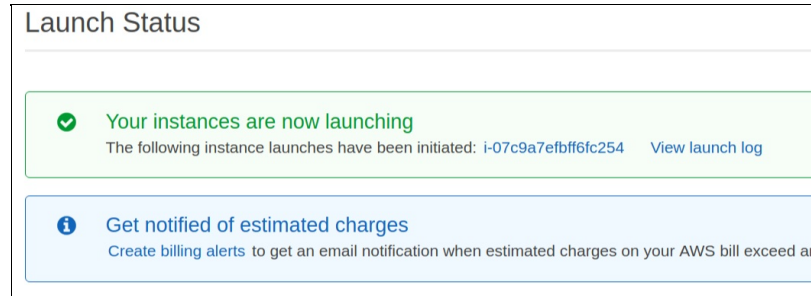 Launch Status
Your instances are now launching
The following instance launches have been initiated: i-07c9a7efbff6fc254 View launch log
Get notified of estimated charges
Create billing alerts to get an email notification when estimated charges on your AWS bill exceed